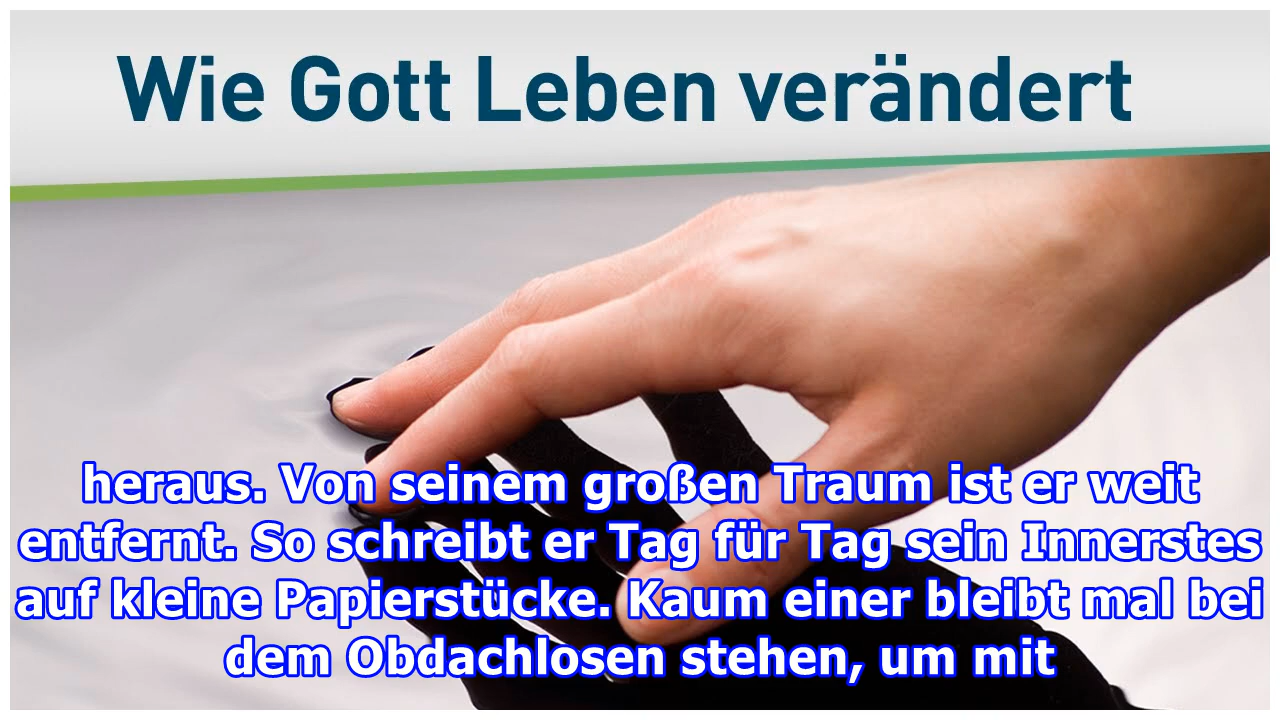 Wie Gott Leben verändert
heraus. Von seinem großen Traum ist er weit
entfernt. So schreibt er Tag für Tag sein Innerstes
auf kleine Papierstücke. Kaum einer bleibt mal bei
dem Obdachlosen stehen, um mit